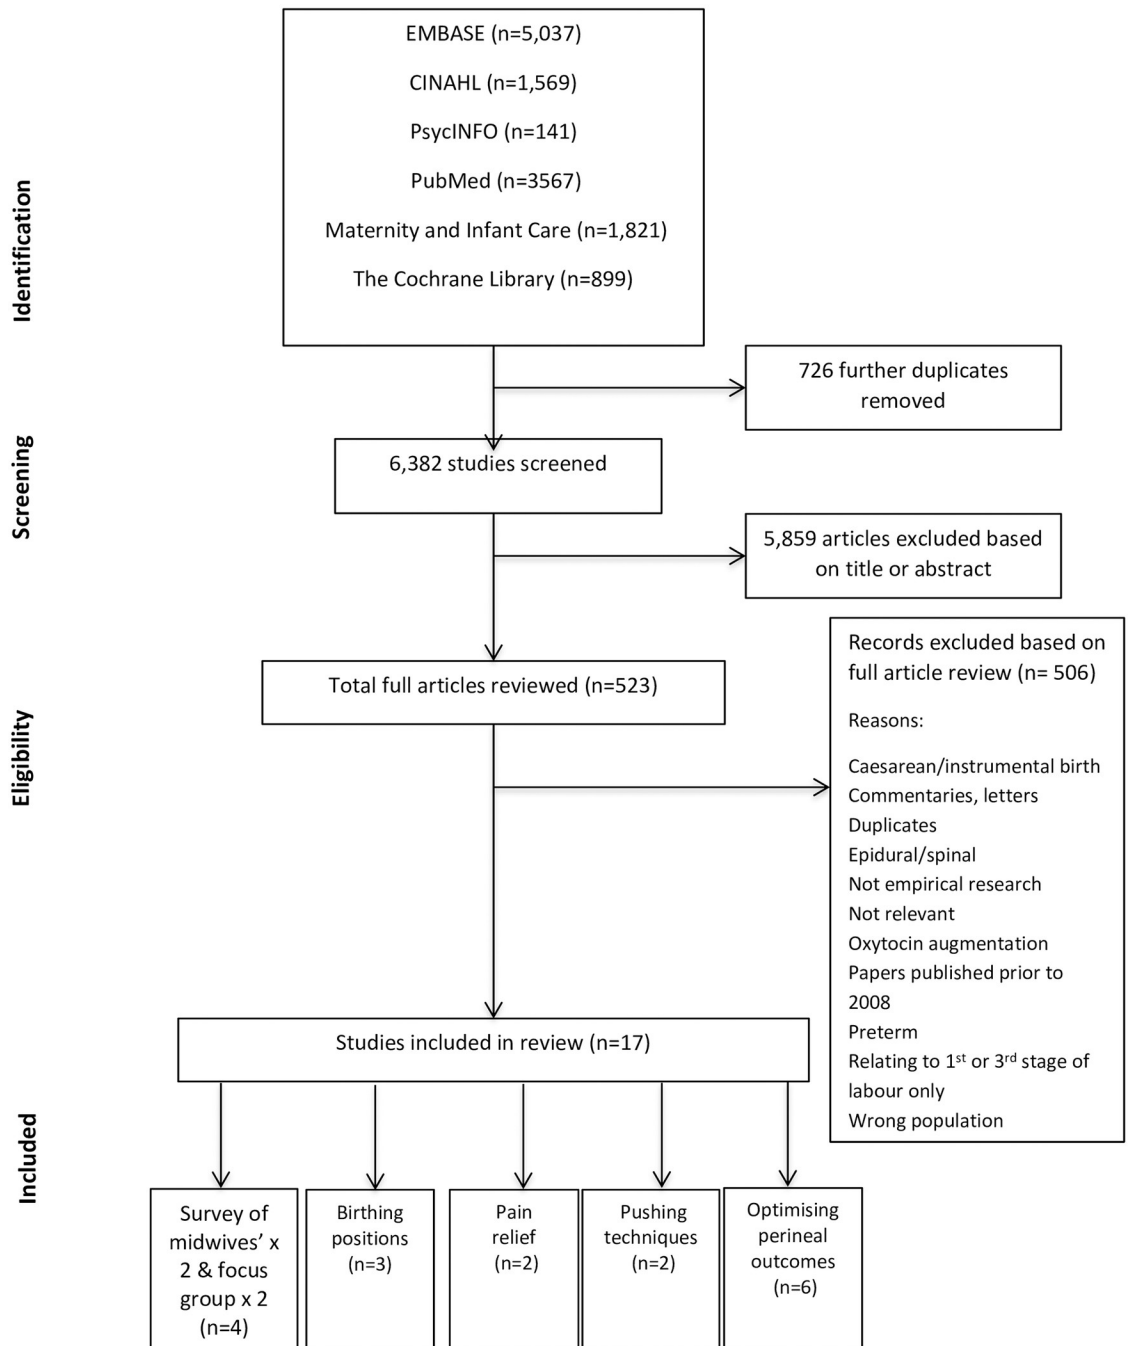 Identification
EMBASE (n=5,037)
CINAHL (n=1,569)
PsycINFO (n=141)
PubMed (n=3567)
Maternity and Infant Care (n=1,821)
The Cochrane Library (n=899)
726 further duplicates
removed
Screening
6,382 studies screened
5,859 articles excluded based
on title or abstract
Eligibility
Total full articles reviewed (n=523)
Records excluded based on
full article review (n= 506)
Reasons:
Caesarean/instrumental birth
Commentaries, letters
Duplicates
Epidural/spinal
Not empirical research
Not relevant
Oxytocin augmentation
Papers published prior to
2008
Preterm
Relating to 1st or 3rd stage of
labour only
Wrong population
Included
Studies included in review (n=17)
Survey of
midwives’ x
2 & focus
group x 2
(n=4)
Birthing
positions
(n=3)
Pain
relief
(n=2)
Pushing
techniques
(n=2)
Optimising
perineal
outcomes
(n=6)